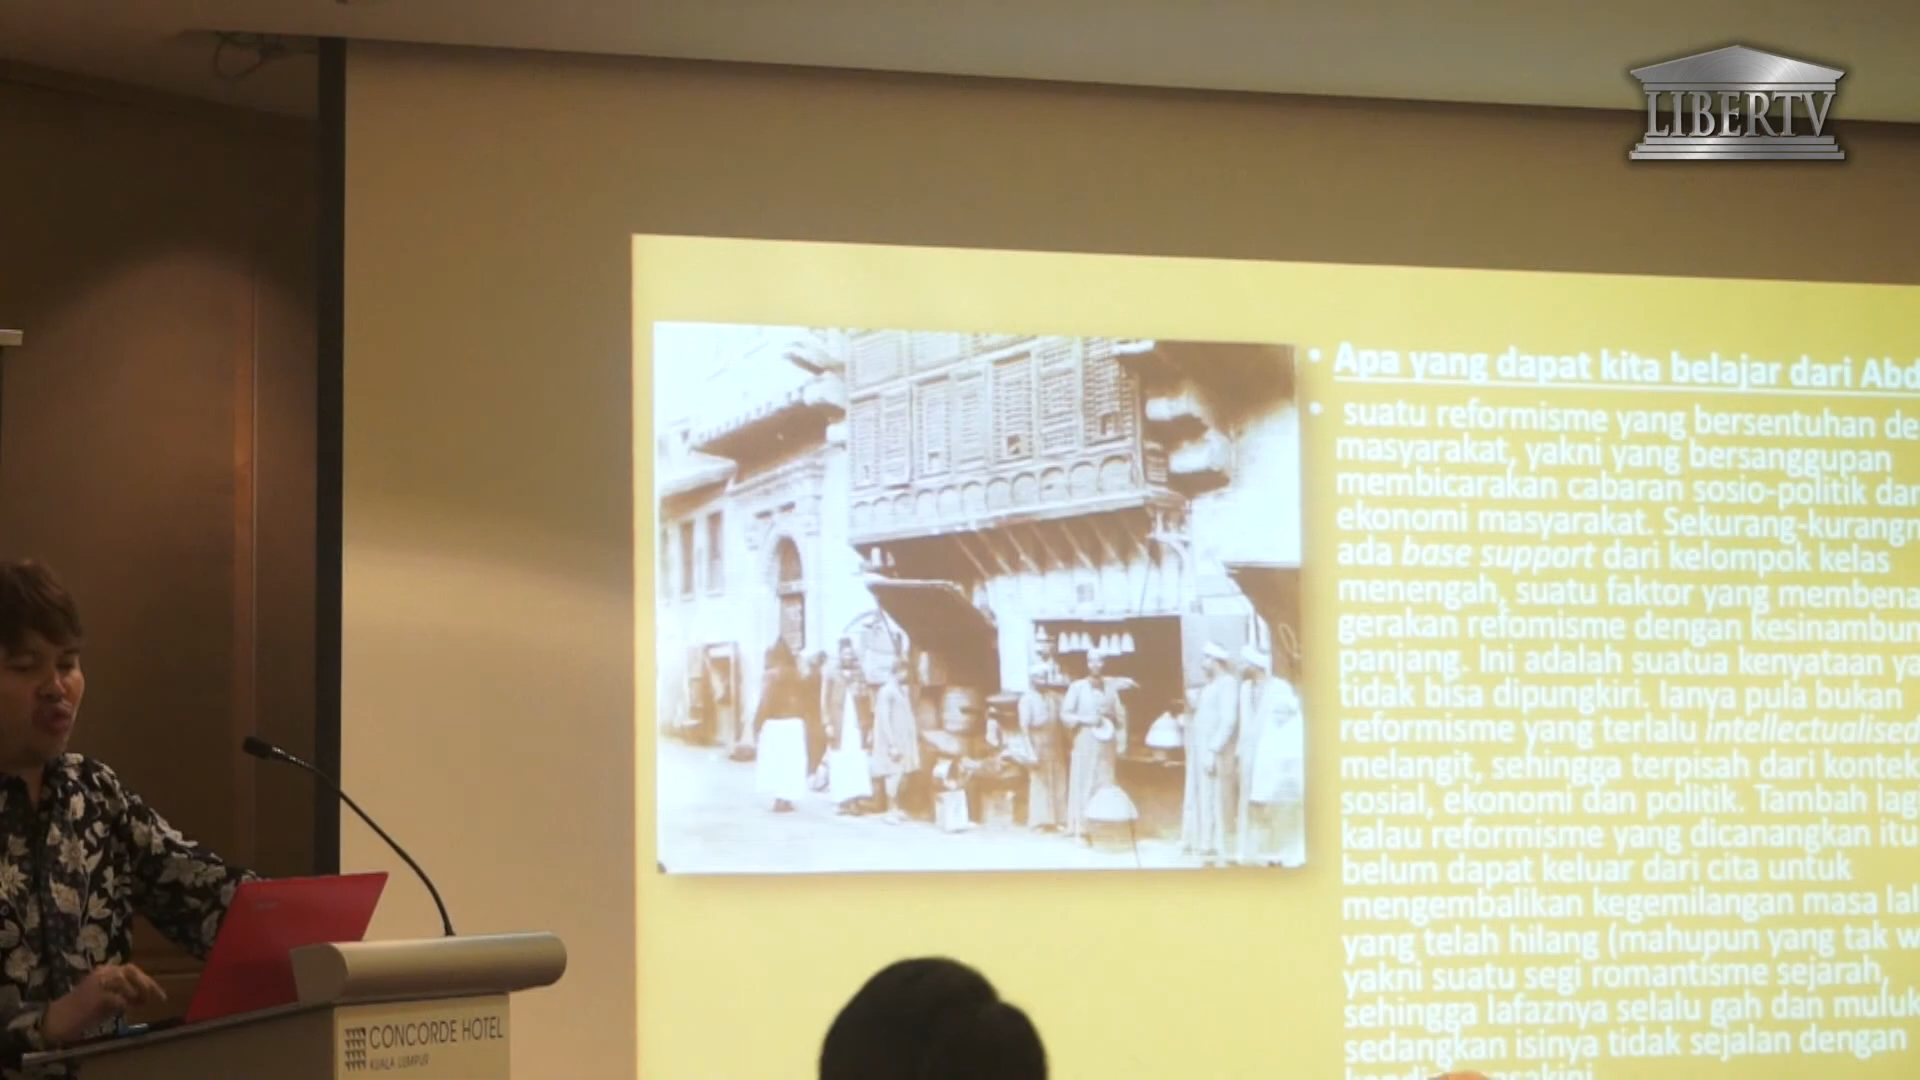 LIBERTV
Apa yang dapat kita belajar dari Abd
suatu reformisme yang bersentuhan de
masyarakat, yakni yang bersanggupan
membicarakan cabaran sosio-politik dan
ekonomi masyarakat. Sekurang-kurangn
ada base support dari kelompok kelas
menengah, suatu faktor yang membena
gerakan refomisme dengan kesinambun
panjang. Ini adalah suatua kenyataan ya
tidak bisa dipungkiri. Ianya pula bukan
reformisme yang terlalu intellectualised
melangit, sehingga terpisah dari konteks
sosial, ekonomi dan politik. Tambah lag
kalau reformisme yang dicanangkan itu
belum dapat keluar dari cita untuk
mengembalikan kegemilangan masa lal
yang telah hilang (mahupun yang tak w
yakni suatu segi romantisme sejarah,
sehingga lafaznya selalu gah dan muluk
sedangkan isinya tidak sejalan dengan
CONCORDE HOTEL
KUALA LUMPUR